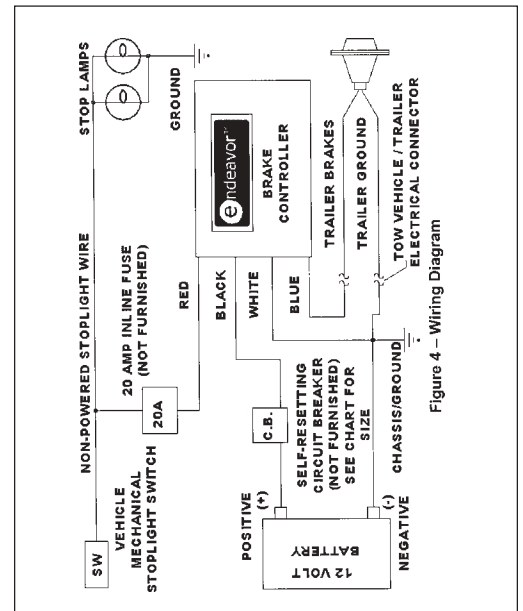 STOP LAMPS
GROUND
NON-POWERED STOPLIGHT WIRE
20 AMP INLINE FUSE
(NOT FURNISHED)
20A
SW
VEHICLE
MECHANICAL
STOPLIGHT SWITCH
endeavor™
BRAKE
CONTROLLER
RED
BLACK
WHITE
BLUE
TRAILER BRAKES
TRAILER GROUND
TOW VEHICLE / TRAILER
ELECTRICAL CONNECTOR
C.B.
SELF-RESETTING
CIRCUIT BREAKER
(NOT FURNISHED)
SEE CHART FOR
SIZE
CHASSIS/GROUND
POSITIVE
(+)
12 VOLT
BATTERY
(-)
NEGATIVE
Figure 4 – Wiring Diagram